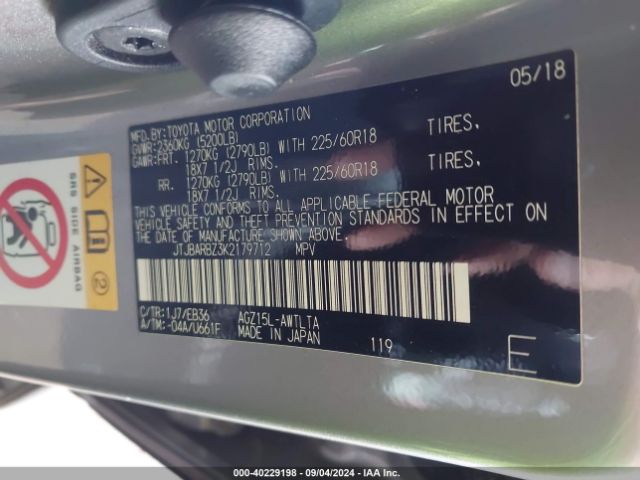 05/18
MFD.BY:TOYOTA MOTOR CORPORATION
GVWR:2360KG (5200LB)
GAWR:FRT. 1270KG (2790LB) WITH 225/60R18 TIRES,
18X7 1/2J RIMS.
RR. 1270KG (2790LB) WITH 225/60R18 TIRES,
18X7 1/2J RIMS.
THIS VEHICLE CONFORMS TO ALL APPLICABLE FEDERAL MOTOR
VEHICLE SAFETY AND THEFT PREVENTION STANDARDS IN EFFECT ON
THE DATE OF MANUFACTURE SHOWN ABOVE.
JTJBARBZ3K2179712 MPV
C/TR:1J7/EB36 AGZ15L-AWTLTA
A/TM:-04A/U661F MADE IN JAPAN 119
E
SRS SIDE AIRBAG
2
000-40229198 - 09/04/2024 - IAA Inc.